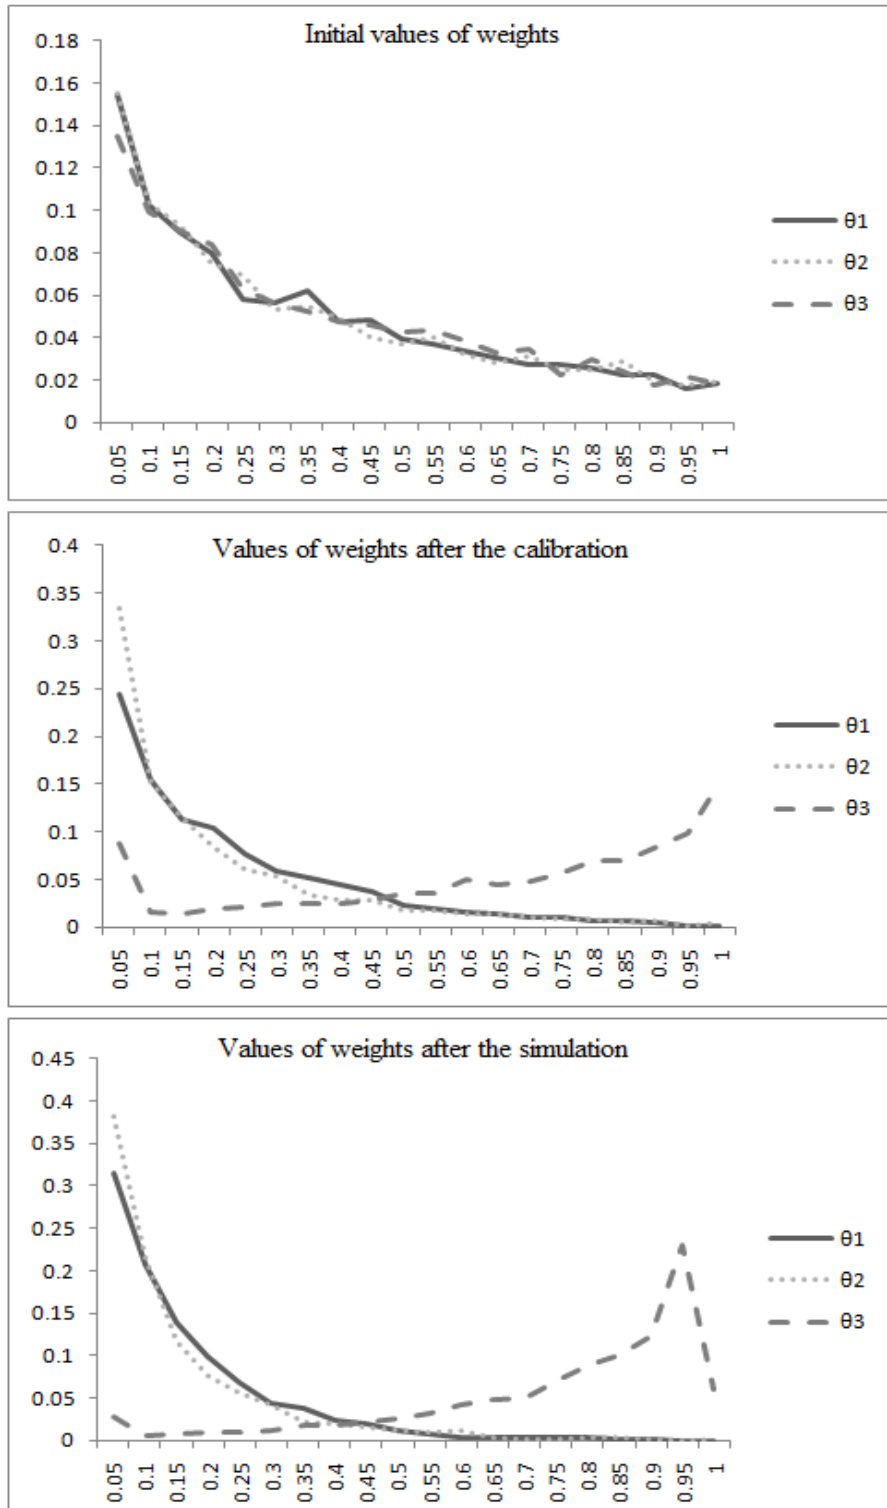 Initial values of weights
0.18
0.16
0.14
0.12
0.1
0.08
0.06
0.04
0.02
0
0.05 0.1 0.15 0.2 0.25 0.3 0.35 0.4 0.45 0.5 0.55 0.6 0.65 0.7 0.75 0.8 0.85 0.9 0.95 1
θ1
θ2
θ3
Values of weights after the calibration
0.4
0.35
0.3
0.25
0.2
0.15
0.1
0.05
0
0.05 0.1 0.15 0.2 0.25 0.3 0.35 0.4 0.45 0.5 0.55 0.6 0.65 0.7 0.75 0.8 0.85 0.9 0.95 1
θ1
θ2
θ3
Values of weights after the simulation
0.45
0.4
0.35
0.3
0.25
0.2
0.15
0.1
0.05
0
0.05 0.1 0.15 0.2 0.25 0.3 0.35 0.4 0.45 0.5 0.55 0.6 0.65 0.7 0.75 0.8 0.85 0.9 0.95 1
θ1
θ2
θ3